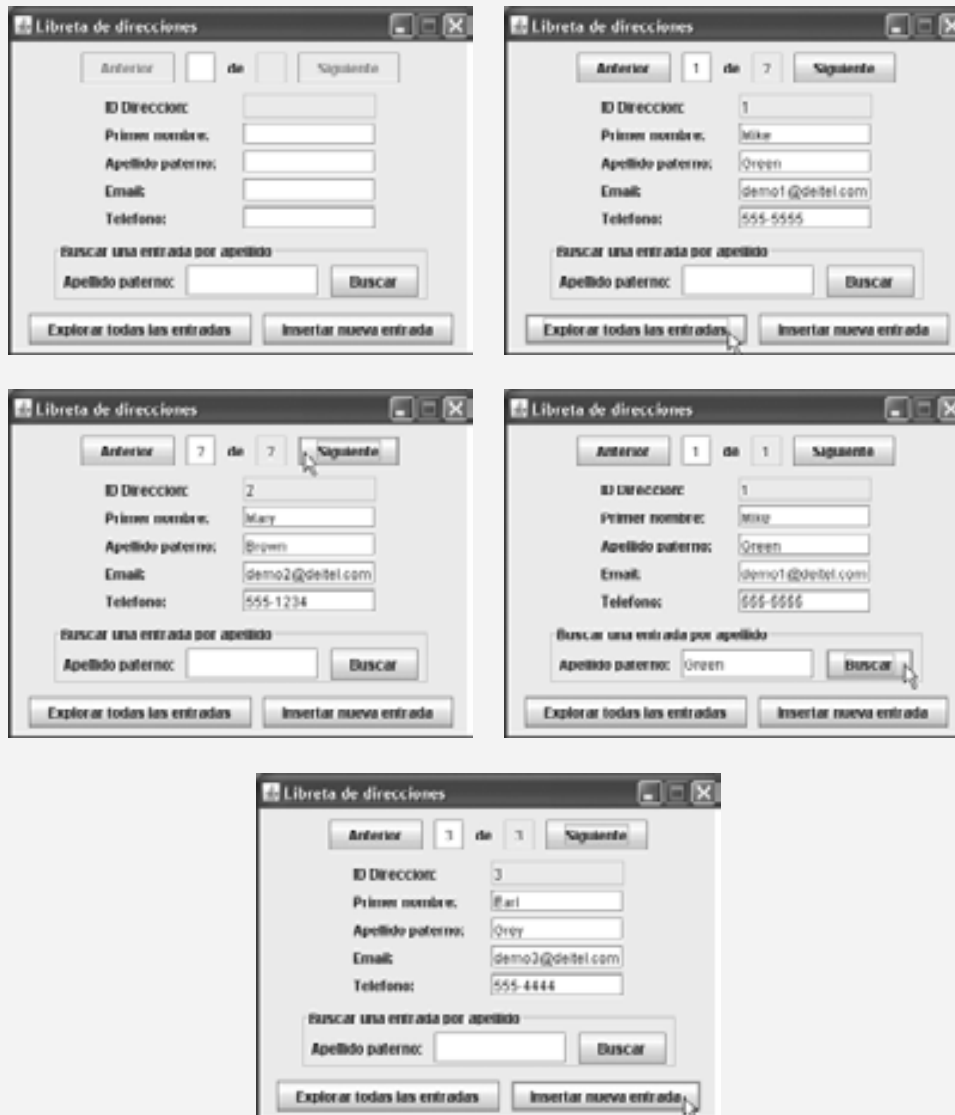 Libreta de direcciones
Anterior de Siguiente
ID Direccion:
Primer nombre:
Apellido paterno:
Email:
Telefono:
Buscar una entrada por apellido
Apellido paterno: Buscar
Explorar todas las entradas Insertar nueva entrada
Libreta de direcciones
Anterior 1 de 2 Siguiente
ID Direccion: 1
Primer nombre: Mike
Apellido paterno: Green
Email: demo1@deitel.com
Telefono: 555-5555
Buscar una entrada por apellido
Apellido paterno: Buscar
Explorar todas las entradas Insertar nueva entrada
Libreta de direcciones
Anterior 2 de 2 Siguiente
ID Direccion: 2
Primer nombre: Mary
Apellido paterno: Brown
Email: demo2@deitel.com
Telefono: 555-1234
Buscar una entrada por apellido
Apellido paterno: Buscar
Explorar todas las entradas Insertar nueva entrada
Libreta de direcciones
Anterior 1 de 1 Siguiente
ID Direccion: 1
Primer nombre: Mike
Apellido paterno: Green
Email: demo1@deitel.com
Telefono: 555-5555
Buscar una entrada por apellido
Apellido paterno: Green Buscar
Explorar todas las entradas Insertar nueva entrada
Libreta de direcciones
Anterior 3 de 3 Siguiente
ID Direccion: 3
Primer nombre: Earl
Apellido paterno: Grey
Email: demo3@deitel.com
Telefono: 555-4444
Buscar una entrada por apellido
Apellido paterno: Buscar
Explorar todas las entradas Insertar nueva entrada